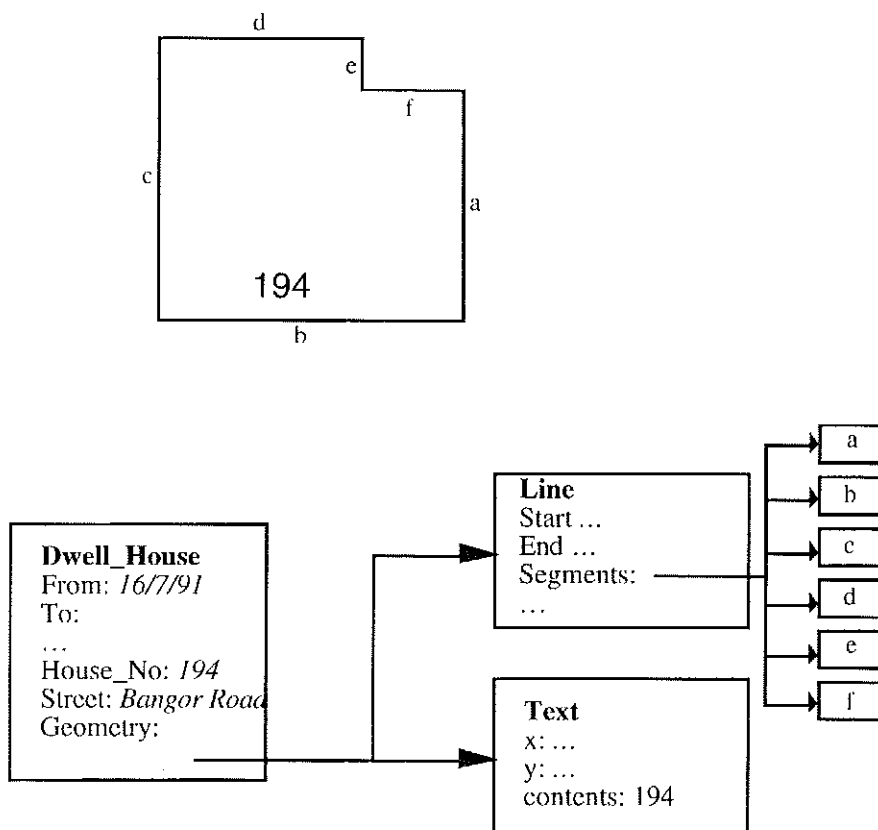 d
e
f
c
a
194
b
Dwell_House
From: 16/7/91
To:
...
House_No: 194
Street: Bangor Road
Geometry:
Line
Start ...
End ...
Segments:
...
Text
x: ...
y: ...
contents: 194
a
b
c
d
e
f